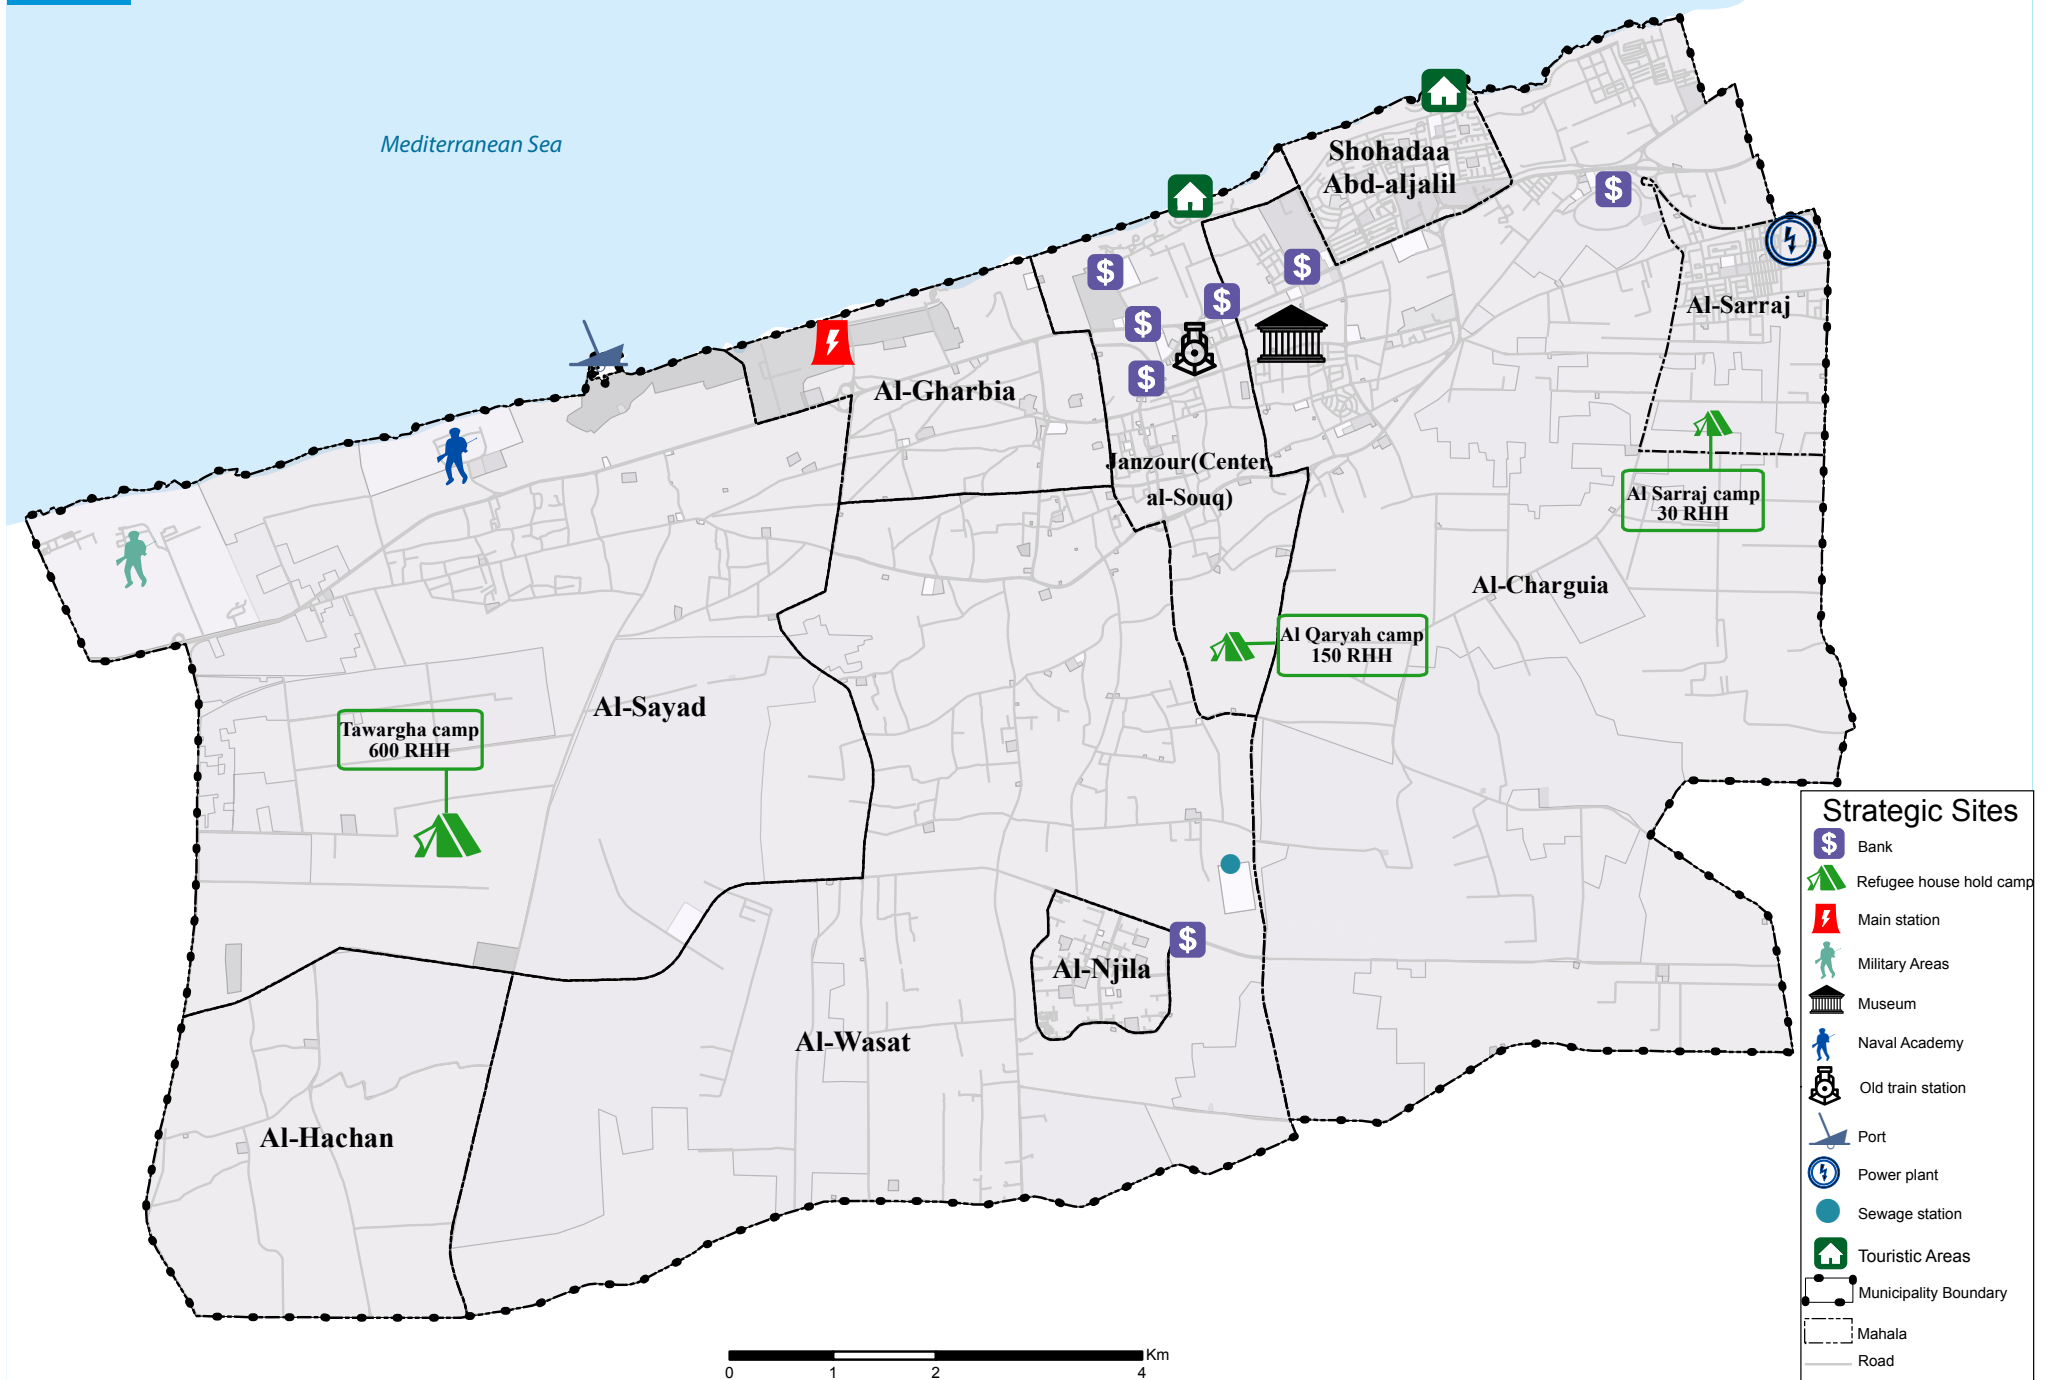 Mediterranean Sea
Shohadaa
Abd-aljalil
Al-Sarraj
Al-Gharbia
Janzour(Center
al-Souq)
Al Sarraj camp
30 RHH
Al-Charguia
Al Qaryah camp
150 RHH
Al-Sayad
Tawargha camp
600 RHH
Al-Njila
Al-Wasat
Al-Hachan
Strategic Sites
Bank
Refugee house hold camp
Main station
Military Areas
Museum
Naval Academy
Old train station
Port
Power plant
Sewage station
Touristic Areas
Municipality Boundary
Mahala
Road
Km
0 1 2 4